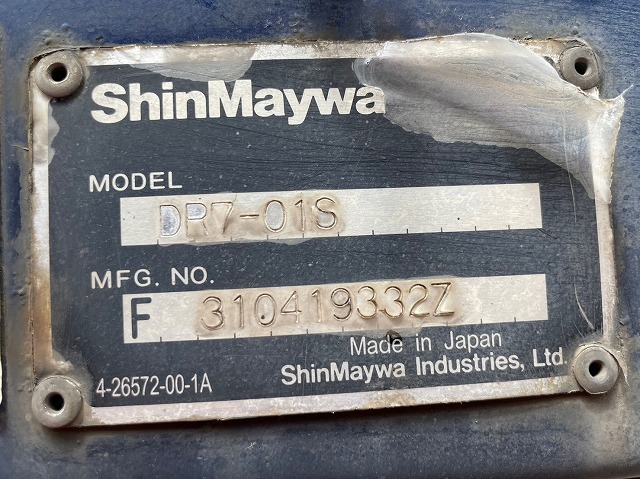 ShinMaywa
MODEL
DR7-01S
MFG. NO.
F 310419332Z
Made in Japan
4-26572-00-1A
ShinMaywa Industries, Ltd.